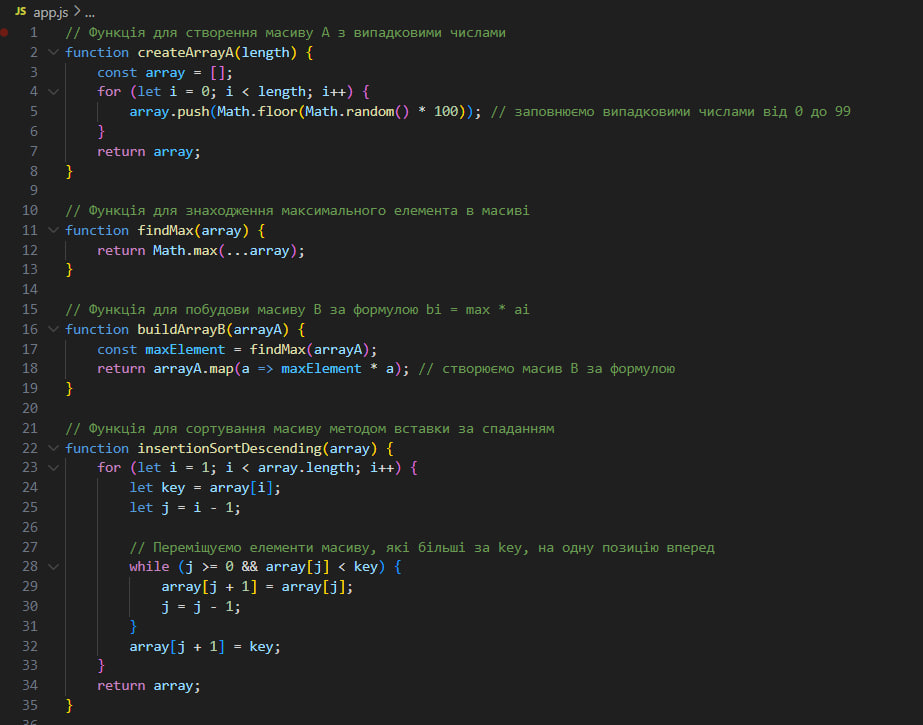 JS app.js > ...
1 // Функція для створення масиву A з випадковими числами
2 function createArrayA(length) {
3     const array = [];
4     for (let i = 0; i < length; i++) {
5         array.push(Math.floor(Math.random() * 100)); // заповнюємо випадковими числами від 0 до 99
6     }
7     return array;
8 }
9
10 // Функція для знаходження максимального елемента в масиві
11 function findMax(array) {
12     return Math.max(...array);
13 }
14
15 // Функція для побудови масиву B за формулою bi = max * ai
16 function buildArrayB(arrayA) {
17     const maxElement = findMax(arrayA);
18     return arrayA.map(a => maxElement * a); // створюємо масив B за формулою
19 }
20
21 // Функція для сортування масиву методом вставки за спаданням
22 function insertionSortDescending(array) {
23     for (let i = 1; i < array.length; i++) {
24         let key = array[i];
25         let j = i - 1;
26
27         // Переміщуємо елементи масиву, які більші за key, на одну позицію вперед
28         while (j >= 0 && array[j] < key) {
29             array[j + 1] = array[j];
30             j = j - 1;
31         }
32         array[j + 1] = key;
33     }
34     return array;
35 }
36